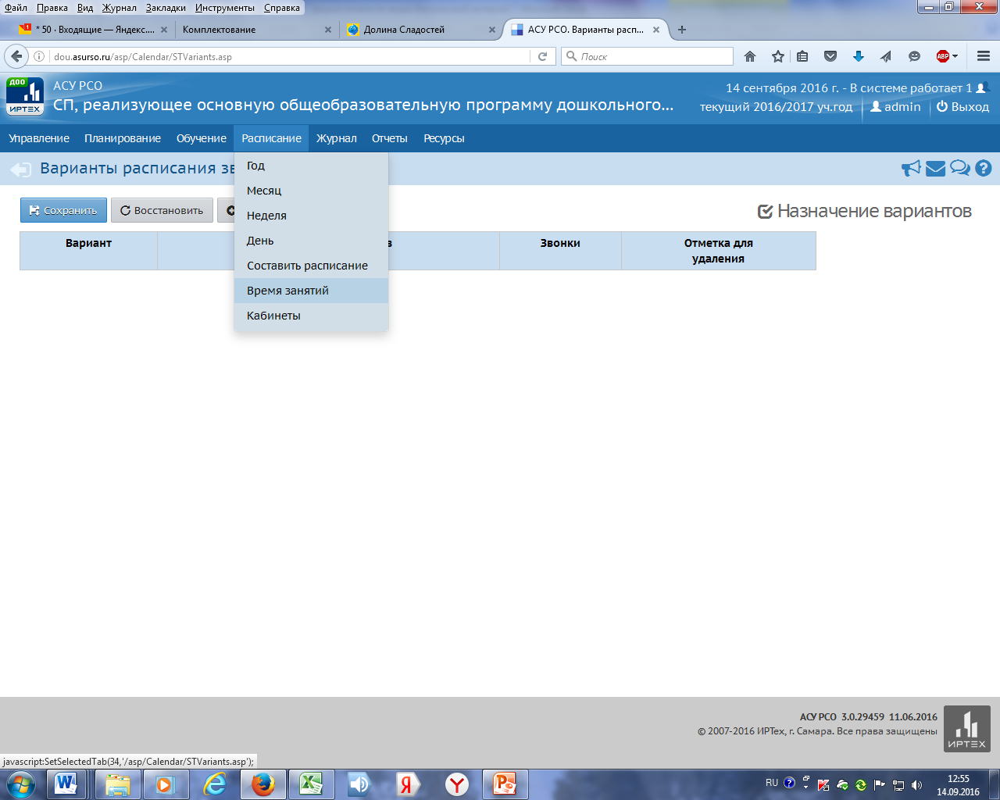 Файл Правка Вид Журнал Закладки Инструменты Справка
* 50 · Входящие — Яндекс.... Комплектование Долина Сладостей АСУ РСО. Варианты расп...
dou.asurso.ru/asp/Calendar/STVariants.asp Поиск ABP
ДОО ИРТЕХ
АСУ РСО
СП, реализующее основную общеобразовательную программу дошкольного...
14 сентября 2016 г. - В системе работает 1
текущий 2016/2017 уч.год admin Выход
Управление Планирование Обучение Расписание Журнал Отчеты Ресурсы
Варианты расписания зв
Год
Месяц
Неделя
День
Составить расписание
Время занятий
Кабинеты
Сохранить Восстановить
Назначение вариантов
Вариант в Звонки Отметка для
удаления
АСУ РСО 3.0.29459 11.06.2016
© 2007-2016 ИРТех, г. Самара. Все права защищены
ИРТЕХ
javascript:SetSelectedTab(34,'/asp/Calendar/STVariants.asp');
RU 12:55
14.09.2016